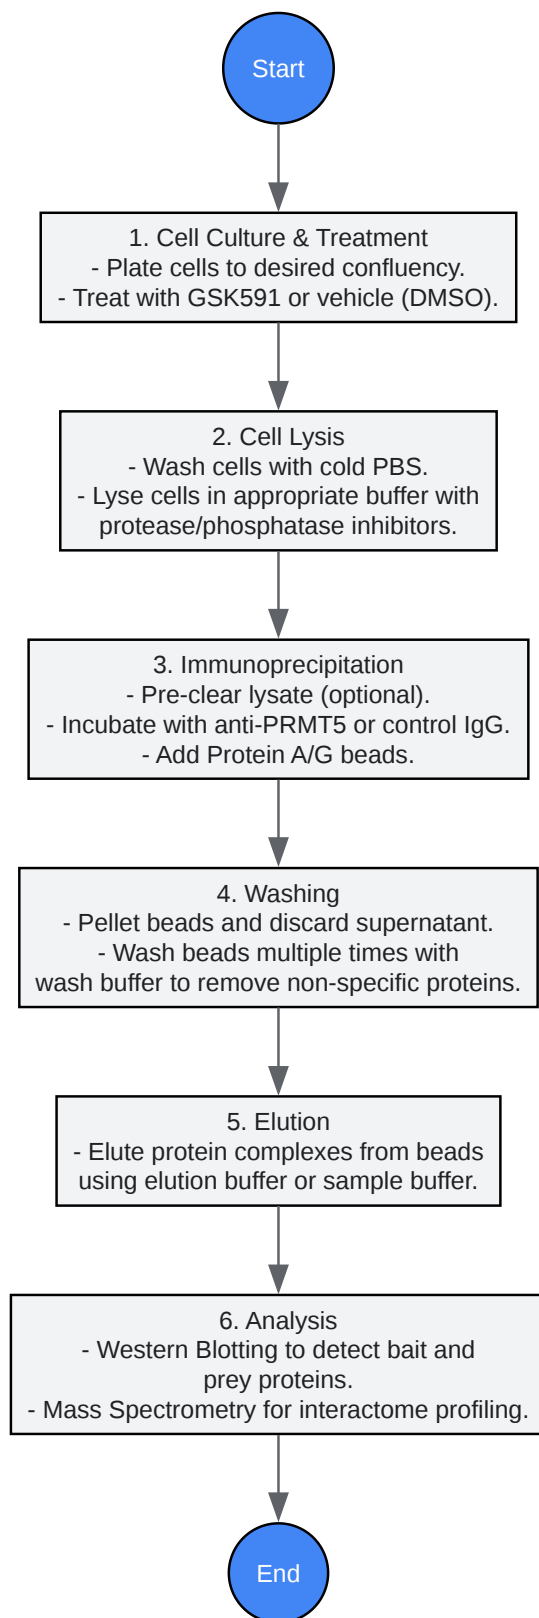 Start
1. Cell Culture & Treatment
- Plate cells to desired confluency.
- Treat with GSK591 or vehicle (DMSO).
2. Cell Lysis
- Wash cells with cold PBS.
- Lyse cells in appropriate buffer with
protease/phosphatase inhibitors.
3. Immunoprecipitation
- Pre-clear lysate (optional).
- Incubate with anti-PRMT5 or control IgG.
- Add Protein A/G beads.
4. Washing
- Pellet beads and discard supernatant.
- Wash beads multiple times with
wash buffer to remove non-specific proteins.
5. Elution
- Elute protein complexes from beads
using elution buffer or sample buffer.
6. Analysis
- Western Blotting to detect bait and
prey proteins.
- Mass Spectrometry for interactome profiling.
End